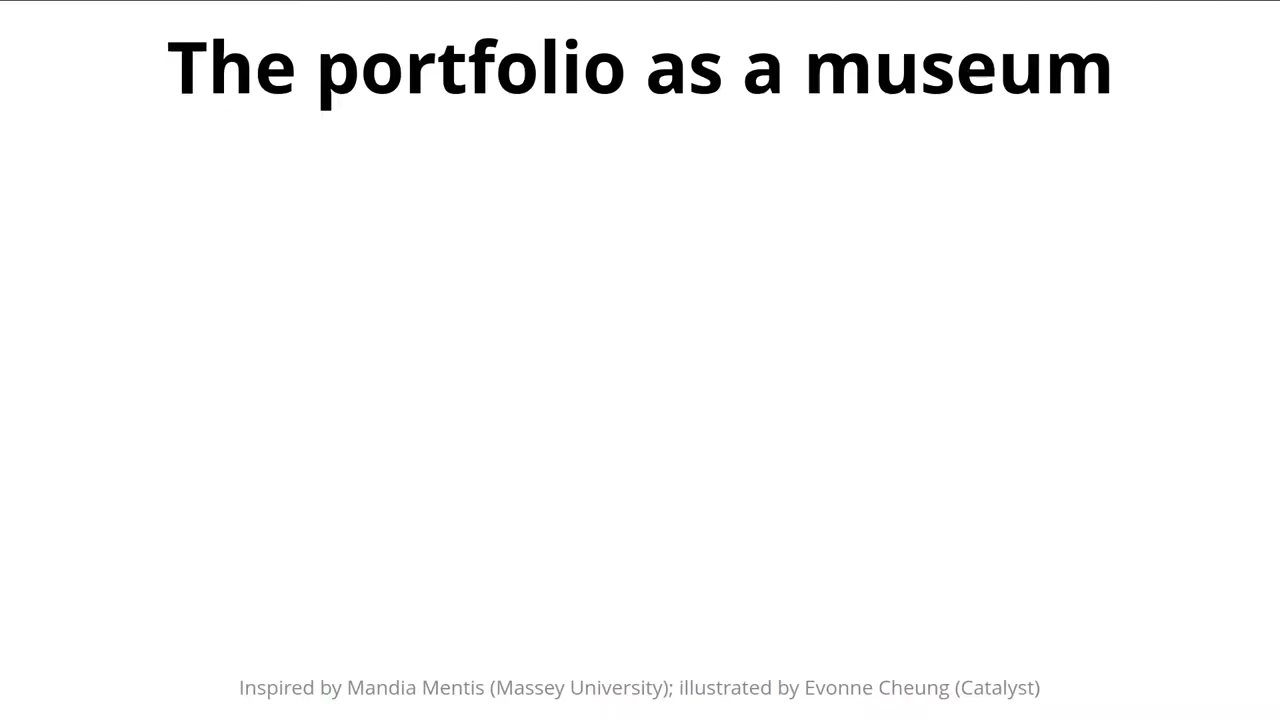 The portfolio as a museum
Inspired by Mandia Mentis (Massey University); illustrated by Evonne Cheung (Catalyst)